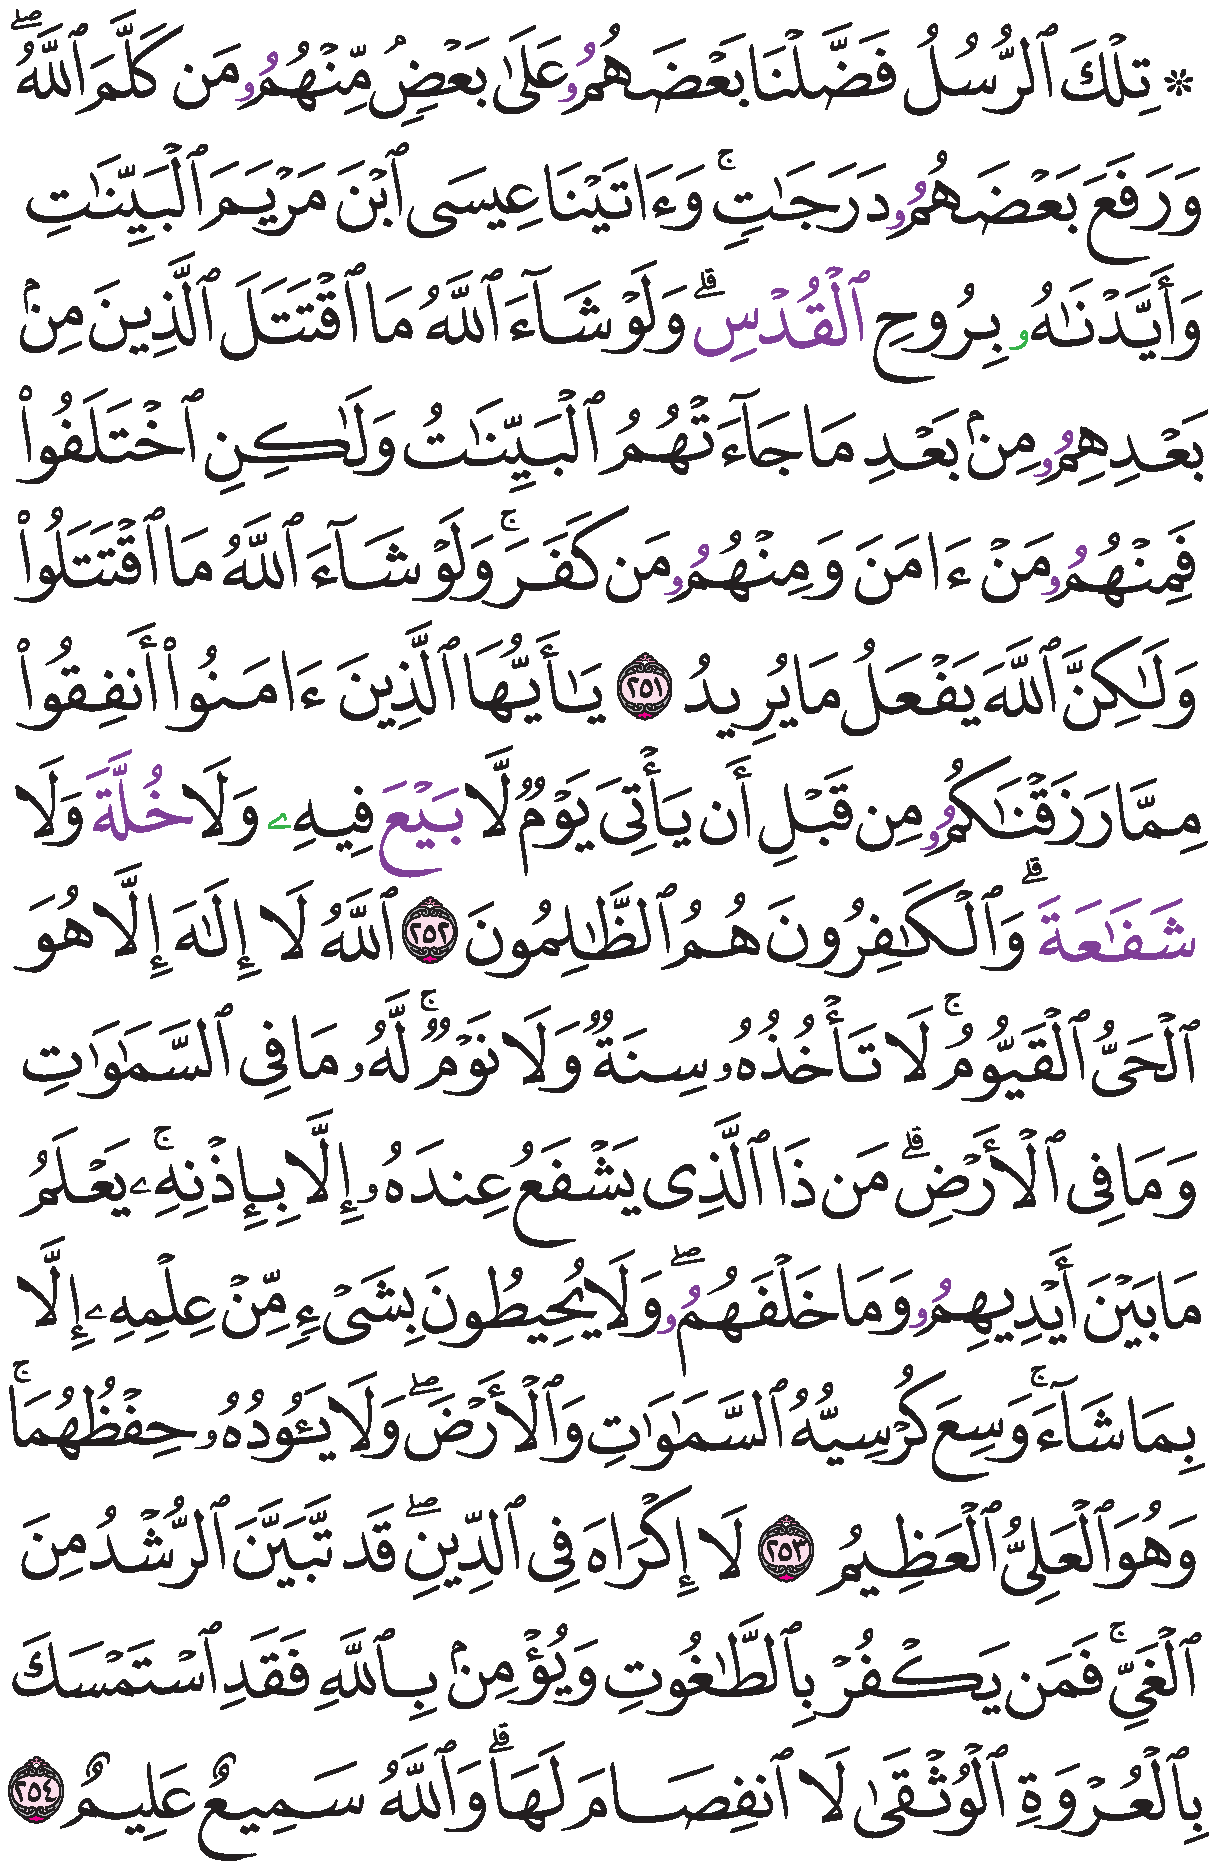 ۞ تِلۡكَ ٱلرُّسُلُ فَضَّلۡنَا بَعۡضَهُمُۥ عَلَىٰ بَعۡضٖ مِّنۡهُمُۥ مَن كَلَّمَ ٱللَّهُۖ
وَرَفَعَ بَعۡضَهُمُۥ دَرَجَٰتٖۚ وَءَاتَيۡنَا عِيسَى ٱبۡنَ مَرۡيَمَ ٱلۡبَيِّنَٰتِ
وَأَيَّدۡنَٰهُۥ بِرُوحِ ٱلۡقُدۡسِۗ وَلَوۡ شَآءَ ٱللَّهُ مَا ٱقۡتَتَلَ ٱلَّذِينَ مِنۢ
بَعۡدِهِمُۥ مِنۢ بَعۡدِ مَا جَآءَتۡهُمُ ٱلۡبَيِّنَٰتُ وَلَٰكِنِ ٱخۡتَلَفُواْ
فَمِنۡهُمُۥ مَنۡ ءَامَنَ وَمِنۡهُمُۥ مَن كَفَرَۚ وَلَوۡ شَآءَ ٱللَّهُ مَا ٱقۡتَتَلُواْ
وَلَٰكِنَّ ٱللَّهَ يَفۡعَلُ مَا يُرِيدُ ٢٥١ يَٰأَيُّهَا ٱلَّذِينَ ءَامَنُواْ أَنفِقُواْ
مِمَّا رَزَقۡنَٰكُمُۥ مِن قَبۡلِ أَن يَأۡتِيَ يَوۡمٞ لَّا بَيۡعَ فِيهِۦ وَلَا خُلَّةَ وَلَا
شَفَٰعَةَۗ وَٱلۡكَٰفِرُونَ هُمُ ٱلظَّٰلِمُونَ ٢٥٢ ٱللَّهُ لَا إِلَٰهَ إِلَّا هُوَ
ٱلۡحَيُّ ٱلۡقَيُّومُۚ لَا تَأۡخُذُهُۥ سِنَةٞ وَلَا نَوۡمٞۚ لَّهُۥ مَا فِي ٱلسَّمَٰوَٰتِ
وَمَا فِي ٱلۡأَرۡضِۗ مَن ذَا ٱلَّذِي يَشۡفَعُ عِندَهُۥ إِلَّا بِإِذۡنِهِۦۚ يَعۡلَمُ
مَا بَيۡنَ أَيۡدِيهِمُۥ وَمَا خَلۡفَهُمُۥۖ وَلَا يُحِيطُونَ بِشَيۡءٖ مِّنۡ عِلۡمِهِۦ إِلَّا
بِمَا شَآءَۚ وَسِعَ كُرۡسِيُّهُ ٱلسَّمَٰوَٰتِ وَٱلۡأَرۡضَۖ وَلَا يَـُٔودُهُۥ حِفۡظُهُمَاۚ
وَهُوَ ٱلۡعَلِيُّ ٱلۡعَظِيمُ ٢٥٣ لَا إِكۡرَاهَ فِي ٱلدِّينِۖ قَد تَّبَيَّنَ ٱلرُّشۡدُ مِنَ
ٱلۡغَيِّۚ فَمَن يَكۡفُرۡ بِٱلطَّٰغُوتِ وَيُؤۡمِنۢ بِٱللَّهِ فَقَدِ ٱسۡتَمۡسَكَ
بِٱلۡعُرۡوَةِ ٱلۡوُثۡقَىٰ لَا ٱنفِصَامَ لَهَاۗ وَٱللَّهُ سَمِيعٌ عَلِيمٌ ٢٥٤